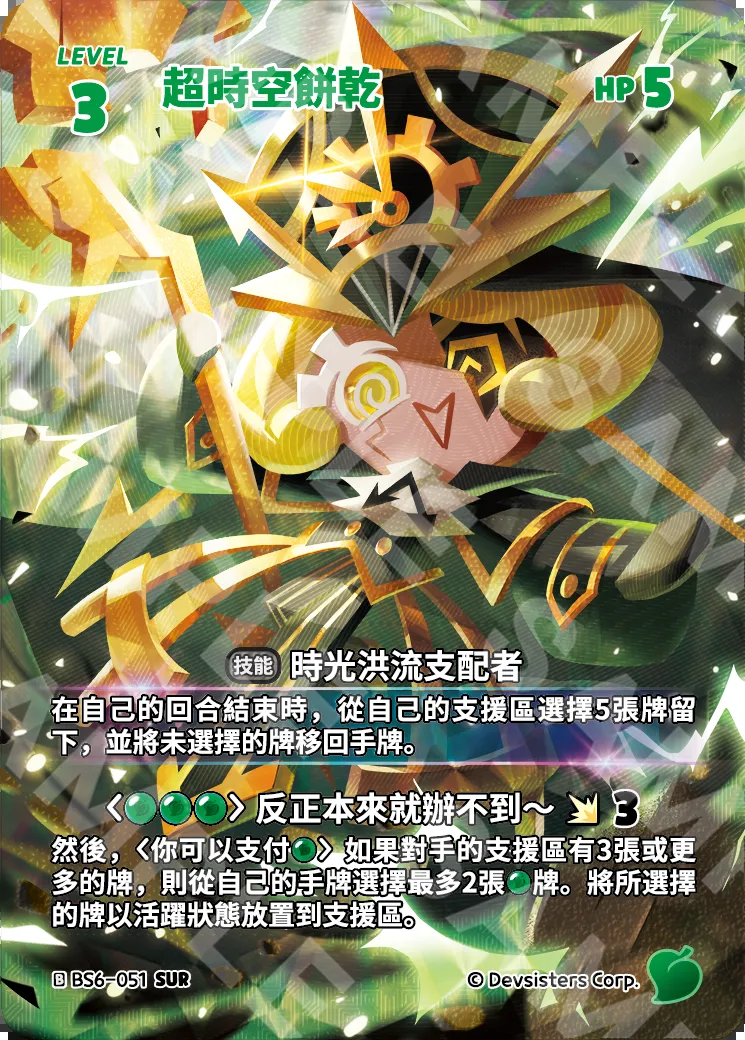 LEVEL
3
超時空餅乾
HP 5
技能 時光洪流支配者
在自己的回合結束時，從自己的支援區選擇5張牌留
下，並將未選擇的牌移回手牌。
〈●●●〉反正本來就辦不到～ 3
然後，〈你可以支付●〉如果對手的支援區有3張或更
多的牌，則從自己的手牌選擇最多2張●牌。將所選擇
的牌以活躍狀態放置到支援區。
B BS6-051 SUR
© Devsisters Corp.